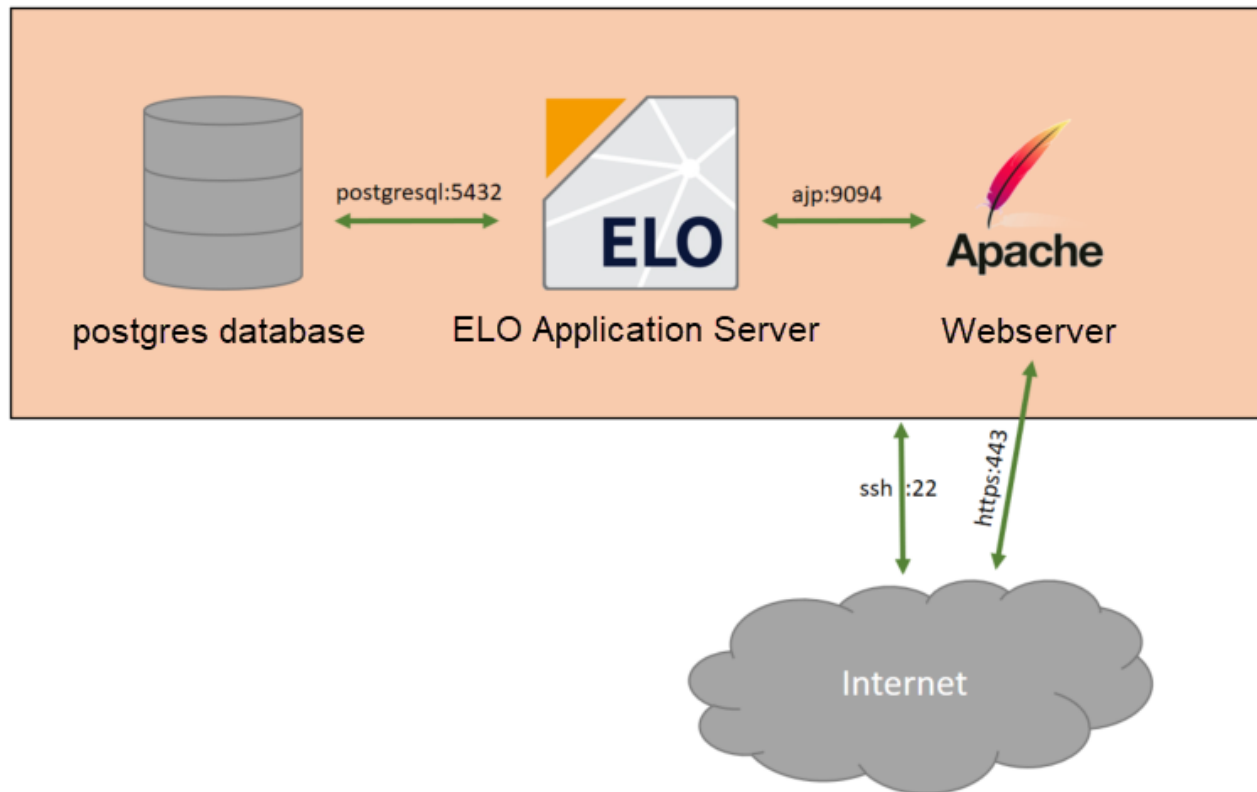 postgresql:5432
ajp:9094
ELO
Apache
postgres database
ELO Application Server
Webserver
ssh :22
https:443
Internet